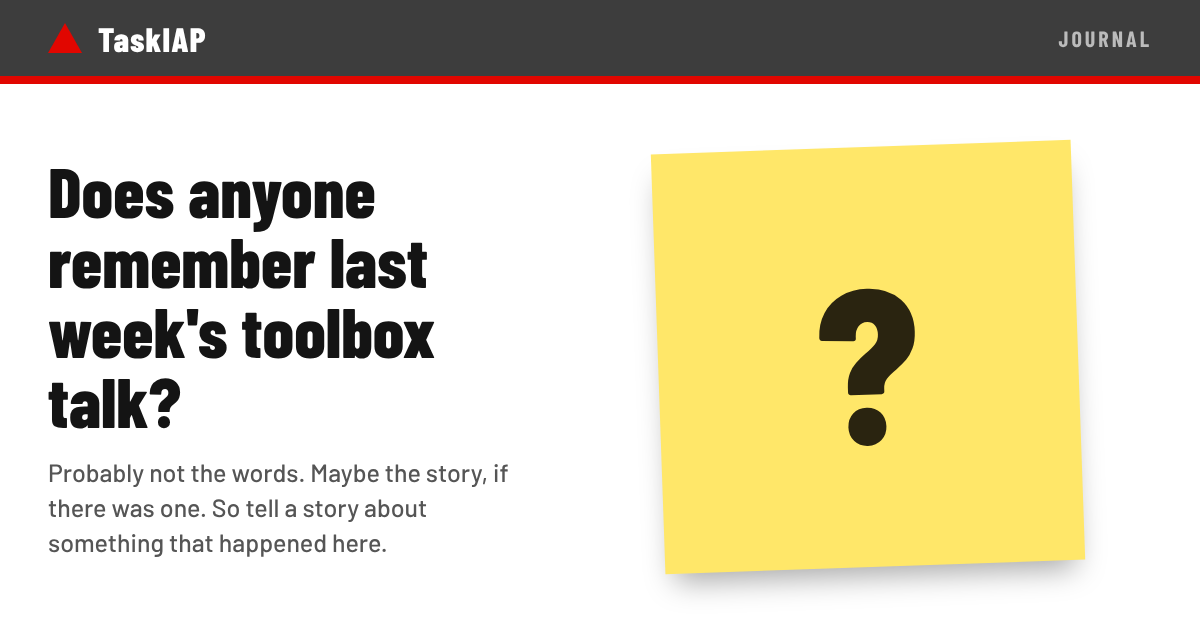 TaskIAP
JOURNAL
Does anyone
remember last
week's toolbox
talk?
Probably not the words. Maybe the story, if
there was one. So tell a story about
something that happened here.
?